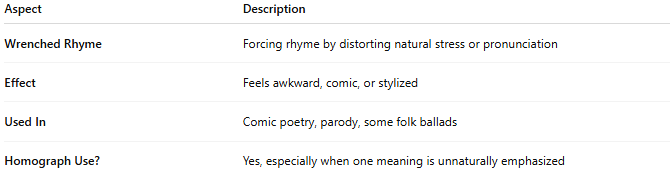 Aspect Description
Wrenched Rhyme Forcing rhyme by distorting natural stress or pronunciation
Effect Feels awkward, comic, or stylized
Used In Comic poetry, parody, some folk ballads
Homograph Use? Yes, especially when one meaning is unnaturally emphasized